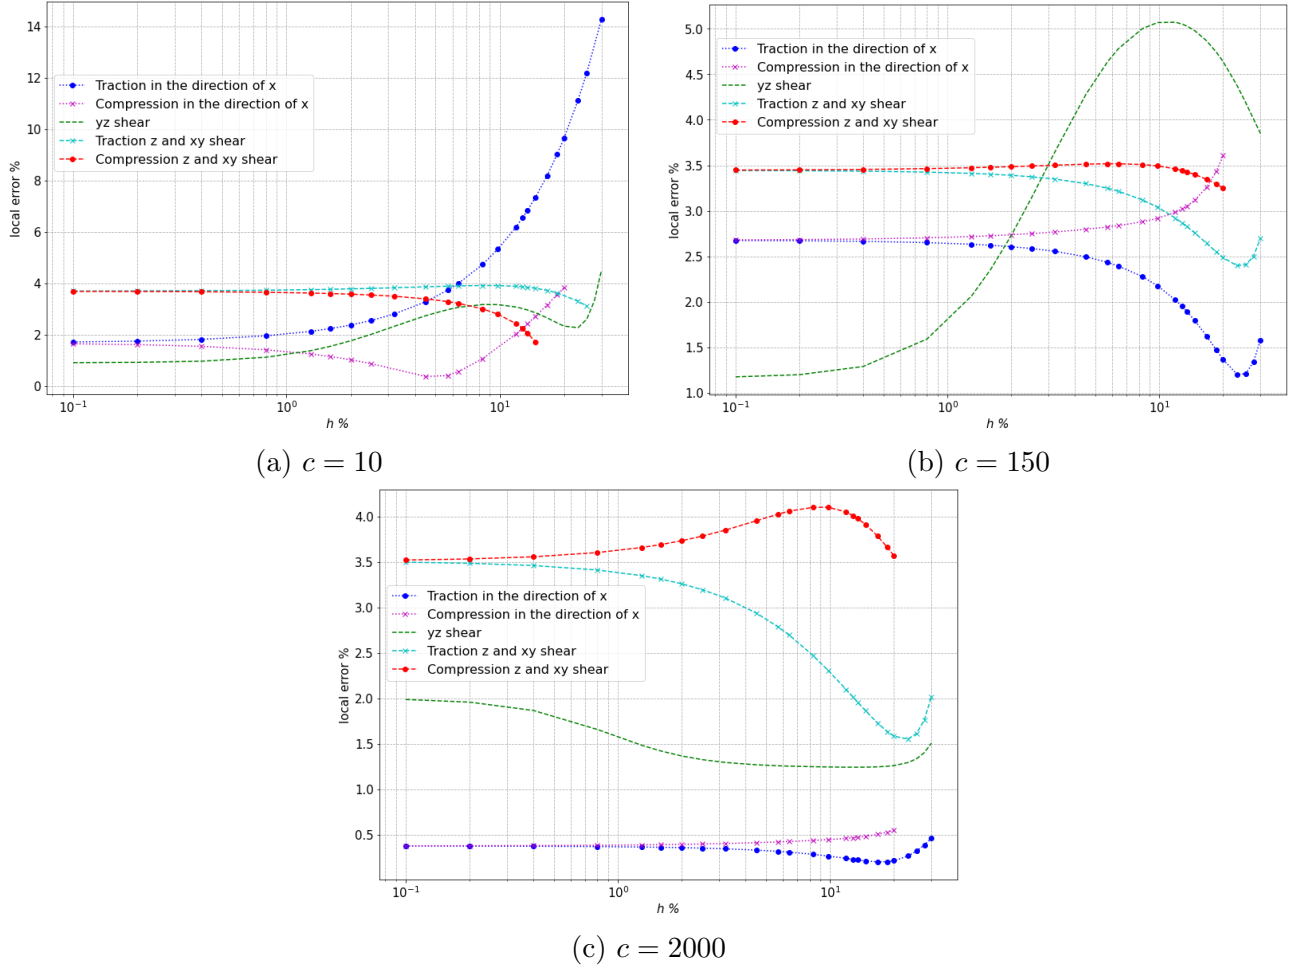 14
12
10
8
6
4
2
0
local error %
Traction in the direction of x
Compression in the direction of x
yz shear
Traction z and xy shear
Compression z and xy shear
10⁻¹ 10⁰ 10¹
h %
(a) c = 10
5.0
4.5
4.0
3.5
3.0
2.5
2.0
1.5
1.0
local error %
Traction in the direction of x
Compression in the direction of x
yz shear
Traction z and xy shear
Compression z and xy shear
10⁻¹ 10⁰ 10¹
h %
(b) c = 150
4.0
3.5
3.0
2.5
2.0
1.5
1.0
0.5
local error %
Traction in the direction of x
Compression in the direction of x
yz shear
Traction z and xy shear
Compression z and xy shear
10⁻¹ 10⁰ 10¹
h %
(c) c = 2000